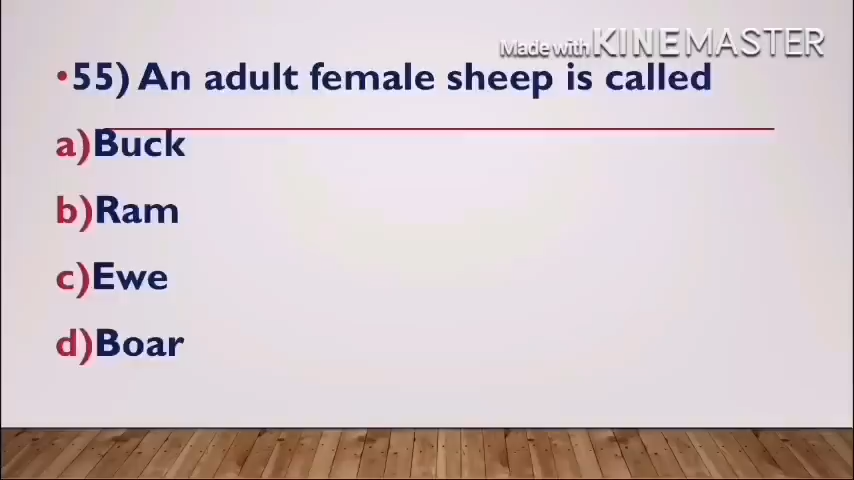 Made with KINEMASTER
•55) An adult female sheep is called
a)Buck
b)Ram
c)Ewe
d)Boar